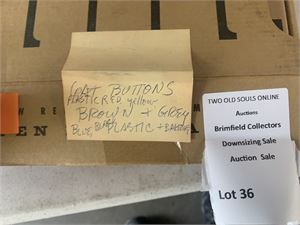 COAT BUTTONS
PLASTIC RED yellow
BROWN + GREY
BLUE, BLACK PLASTIC +
TWO OLD SOULS ONLINE
Auctions
Brimfield Collectors
Downsizing Sale
Auction Sale
Lot 36